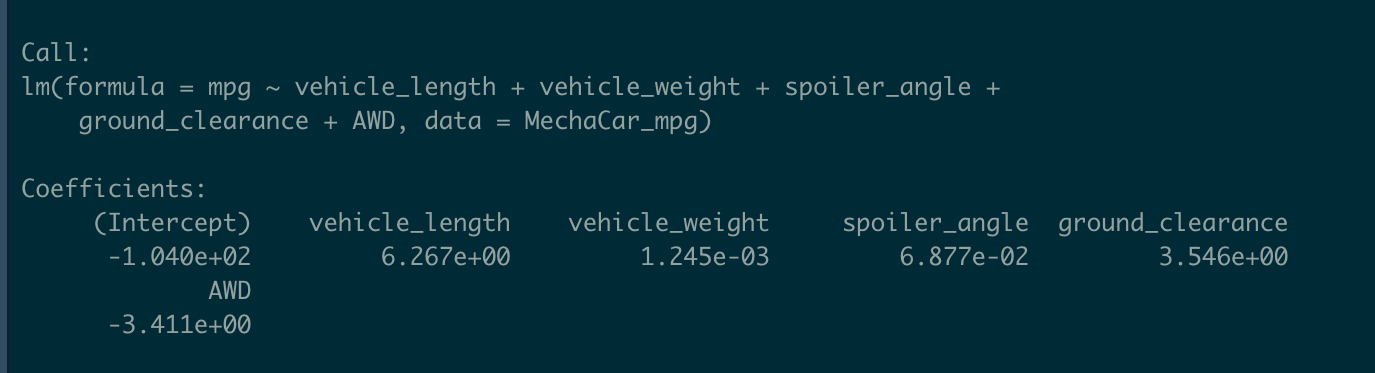 Call:
lm(formula = mpg ~ vehicle_length + vehicle_weight + spoiler_angle +
    ground_clearance + AWD, data = MechaCar_mpg)

Coefficients:
     (Intercept)    vehicle_length    vehicle_weight     spoiler_angle  ground_clearance
      -1.040e+02         6.267e+00         1.245e-03         6.877e-02         3.546e+00
             AWD
      -3.411e+00